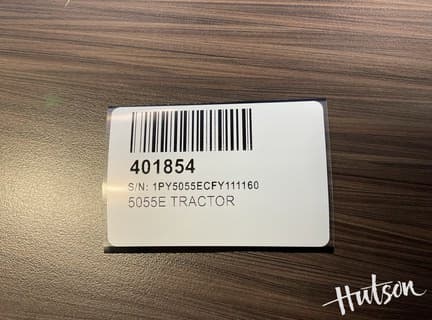 401854
S/N: 1PY5055ECFY111160
5055E TRACTOR
Hutson